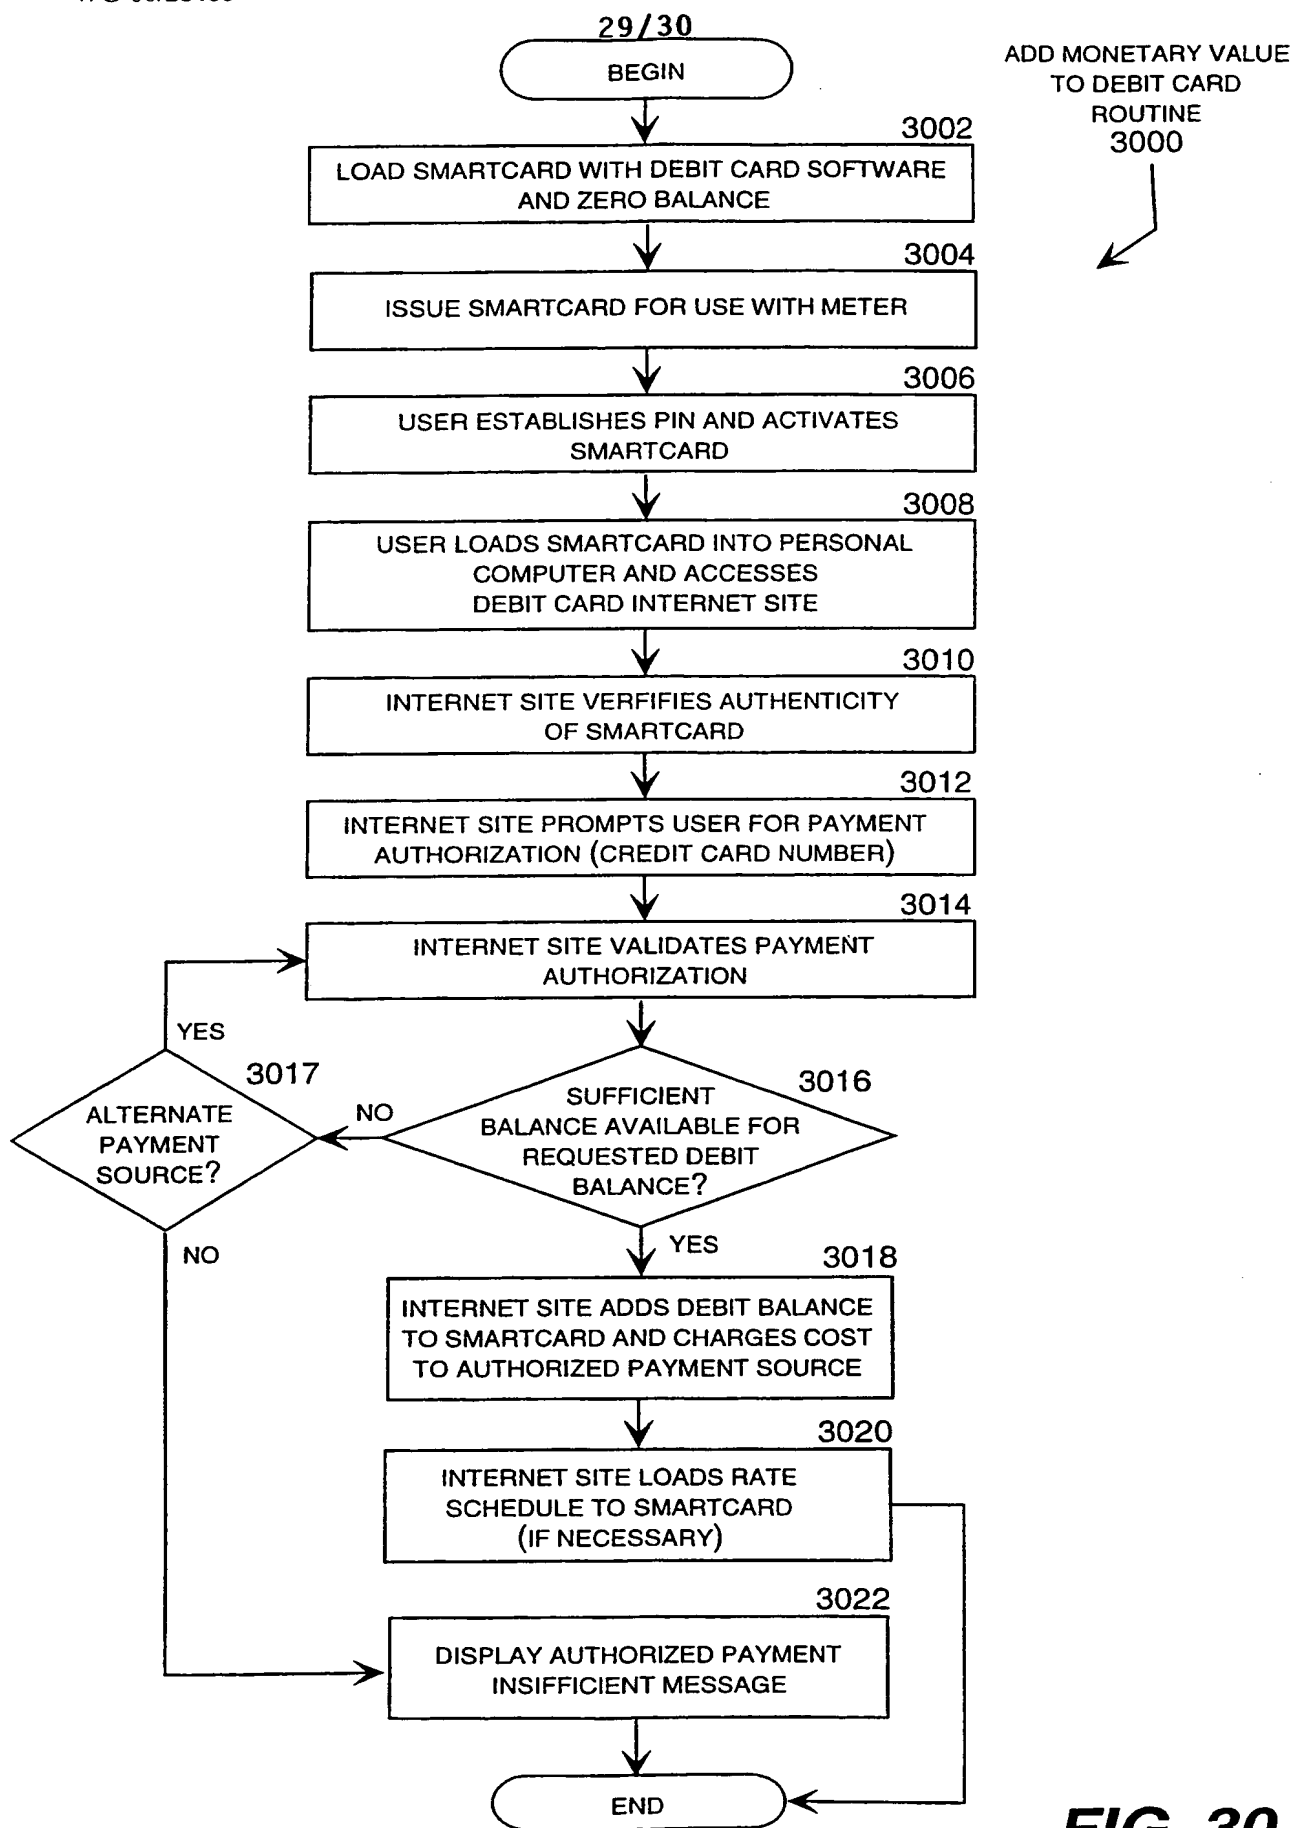 29/30
BEGIN
ADD MONETARY VALUE
TO DEBIT CARD
ROUTINE
3000
3002
LOAD SMARTCARD WITH DEBIT CARD SOFTWARE
AND ZERO BALANCE
3004
ISSUE SMARTCARD FOR USE WITH METER
3006
USER ESTABLISHES PIN AND ACTIVATES
SMARTCARD
3008
USER LOADS SMARTCARD INTO PERSONAL
COMPUTER AND ACCESSES
DEBIT CARD INTERNET SITE
3010
INTERNET SITE VERFIFIES AUTHENTICITY
OF SMARTCARD
3012
INTERNET SITE PROMPTS USER FOR PAYMENT
AUTHORIZATION (CREDIT CARD NUMBER)
3014
INTERNET SITE VALIDATES PAYMENT
AUTHORIZATION
3016
SUFFICIENT
BALANCE AVAILABLE FOR
REQUESTED DEBIT
BALANCE?
NO
3017
ALTERNATE
PAYMENT
SOURCE?
YES
NO
YES
3018
INTERNET SITE ADDS DEBIT BALANCE
TO SMARTCARD AND CHARGES COST
TO AUTHORIZED PAYMENT SOURCE
3020
INTERNET SITE LOADS RATE
SCHEDULE TO SMARTCARD
(IF NECESSARY)
3022
DISPLAY AUTHORIZED PAYMENT
INSIFFICIENT MESSAGE
END
FIG. 30